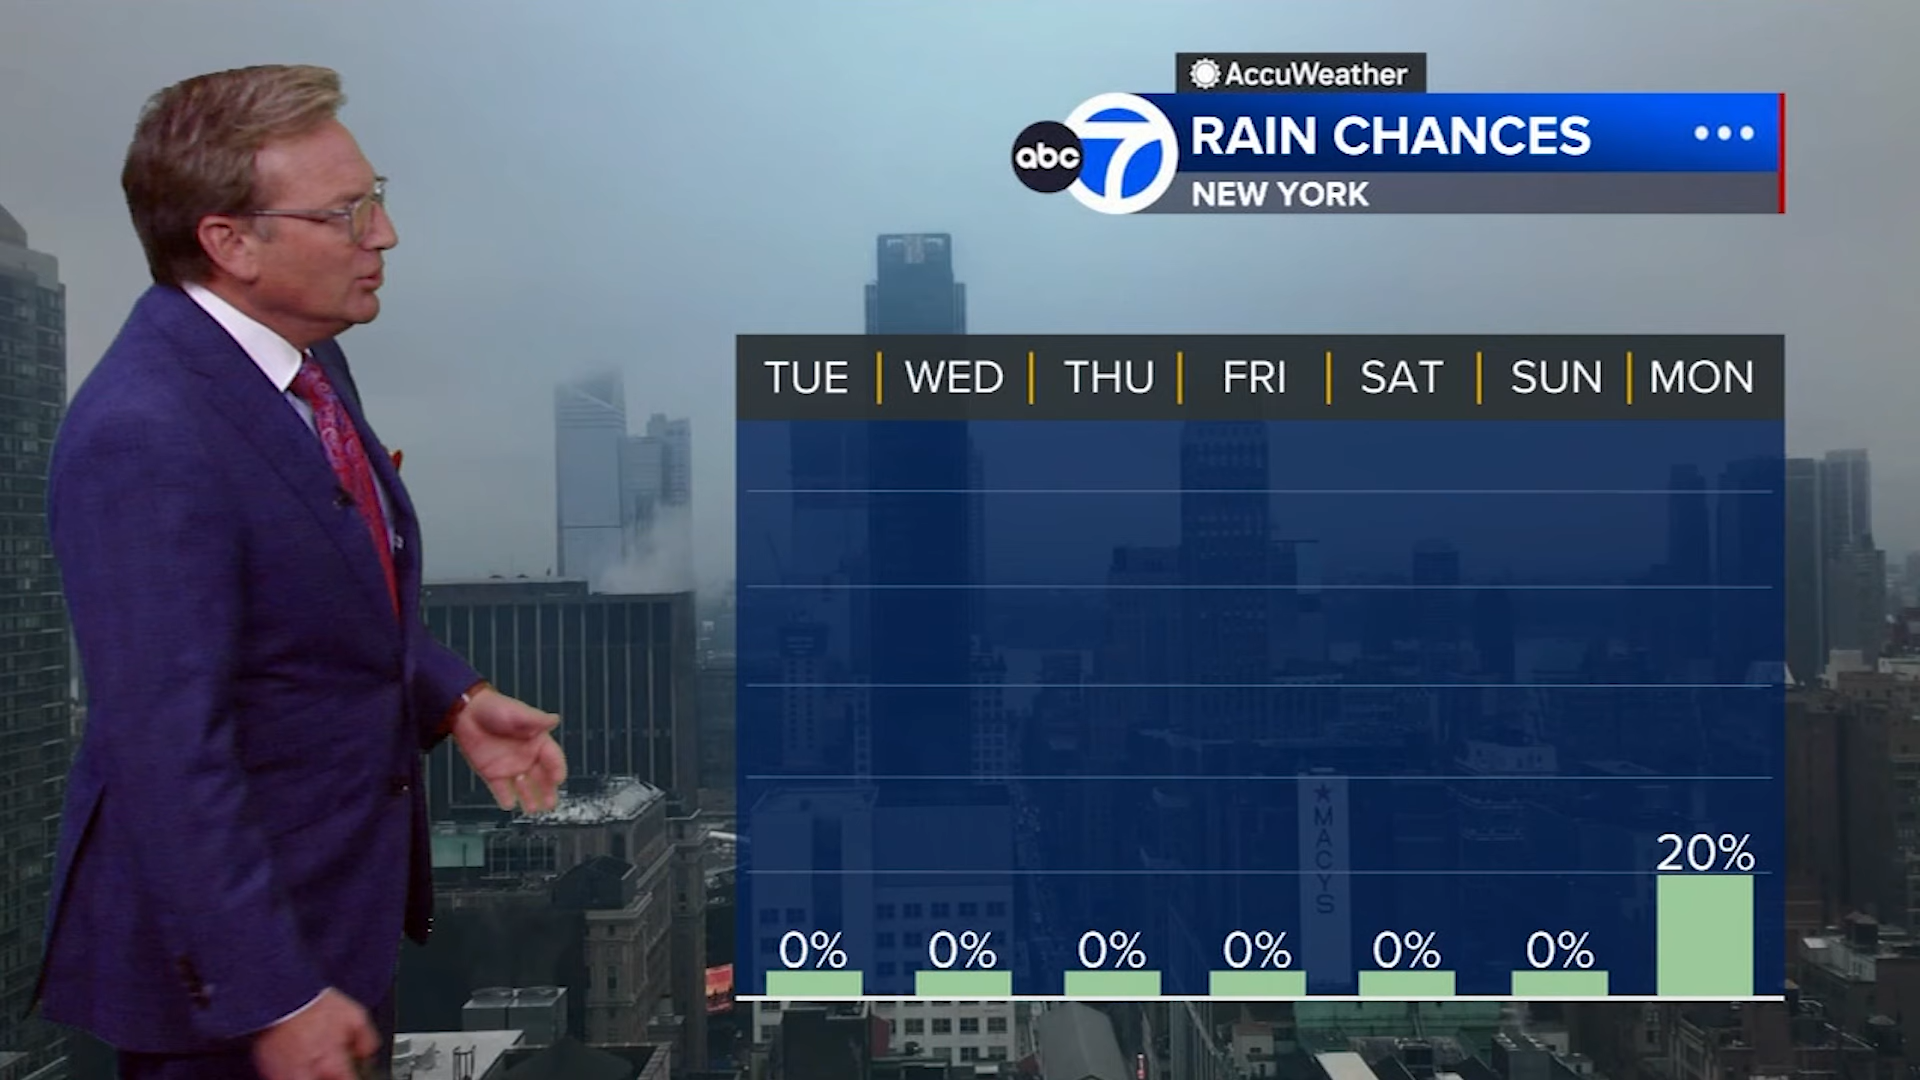 AccuWeather
abc 7 RAIN CHANCES
NEW YORK
TUE WED THU FRI SAT SUN MON
20%
0% 0% 0% 0% 0% 0%
MACYS